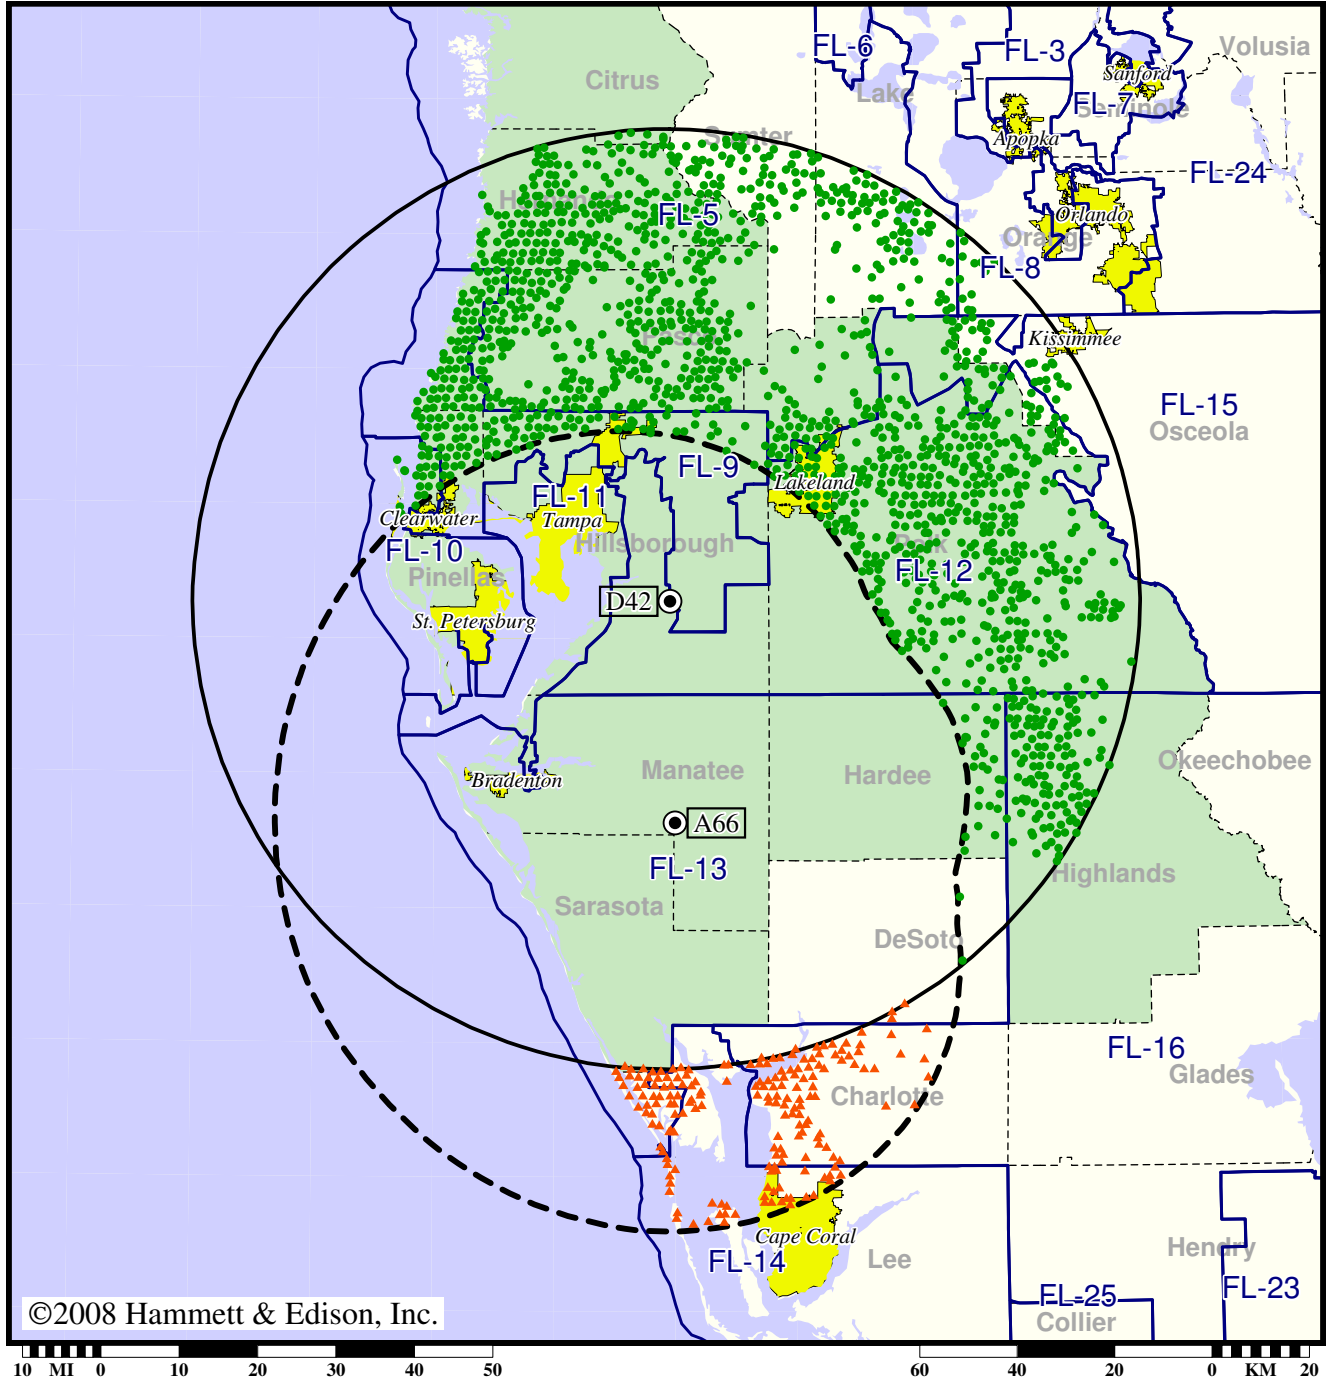 FL-6
FL-3
Volusia
Citrus
Lake
Sanford
FL-7
Seminole
Sumter
Apopka
FL-24
Hernando
FL-5
Orlando
Orange
FL-8
Pasco
Kissimmee
FL-15
Osceola
FL-9
Lakeland
FL-11
Clearwater
Tampa
FL-10
Hillsborough
Polk
Pinellas
FL-12
D42
St. Petersburg
Manatee
Hardee
Okeechobee
Bradenton
A66
FL-13
Highlands
Sarasota
DeSoto
FL-16
Glades
Charlotte
Cape Coral
FL-14
Lee
Hendry
FL-25
FL-23
Collier
©2008 Hammett & Edison, Inc.
10 MI 0 10 20 30 40 50 60 40 20 0 KM 20